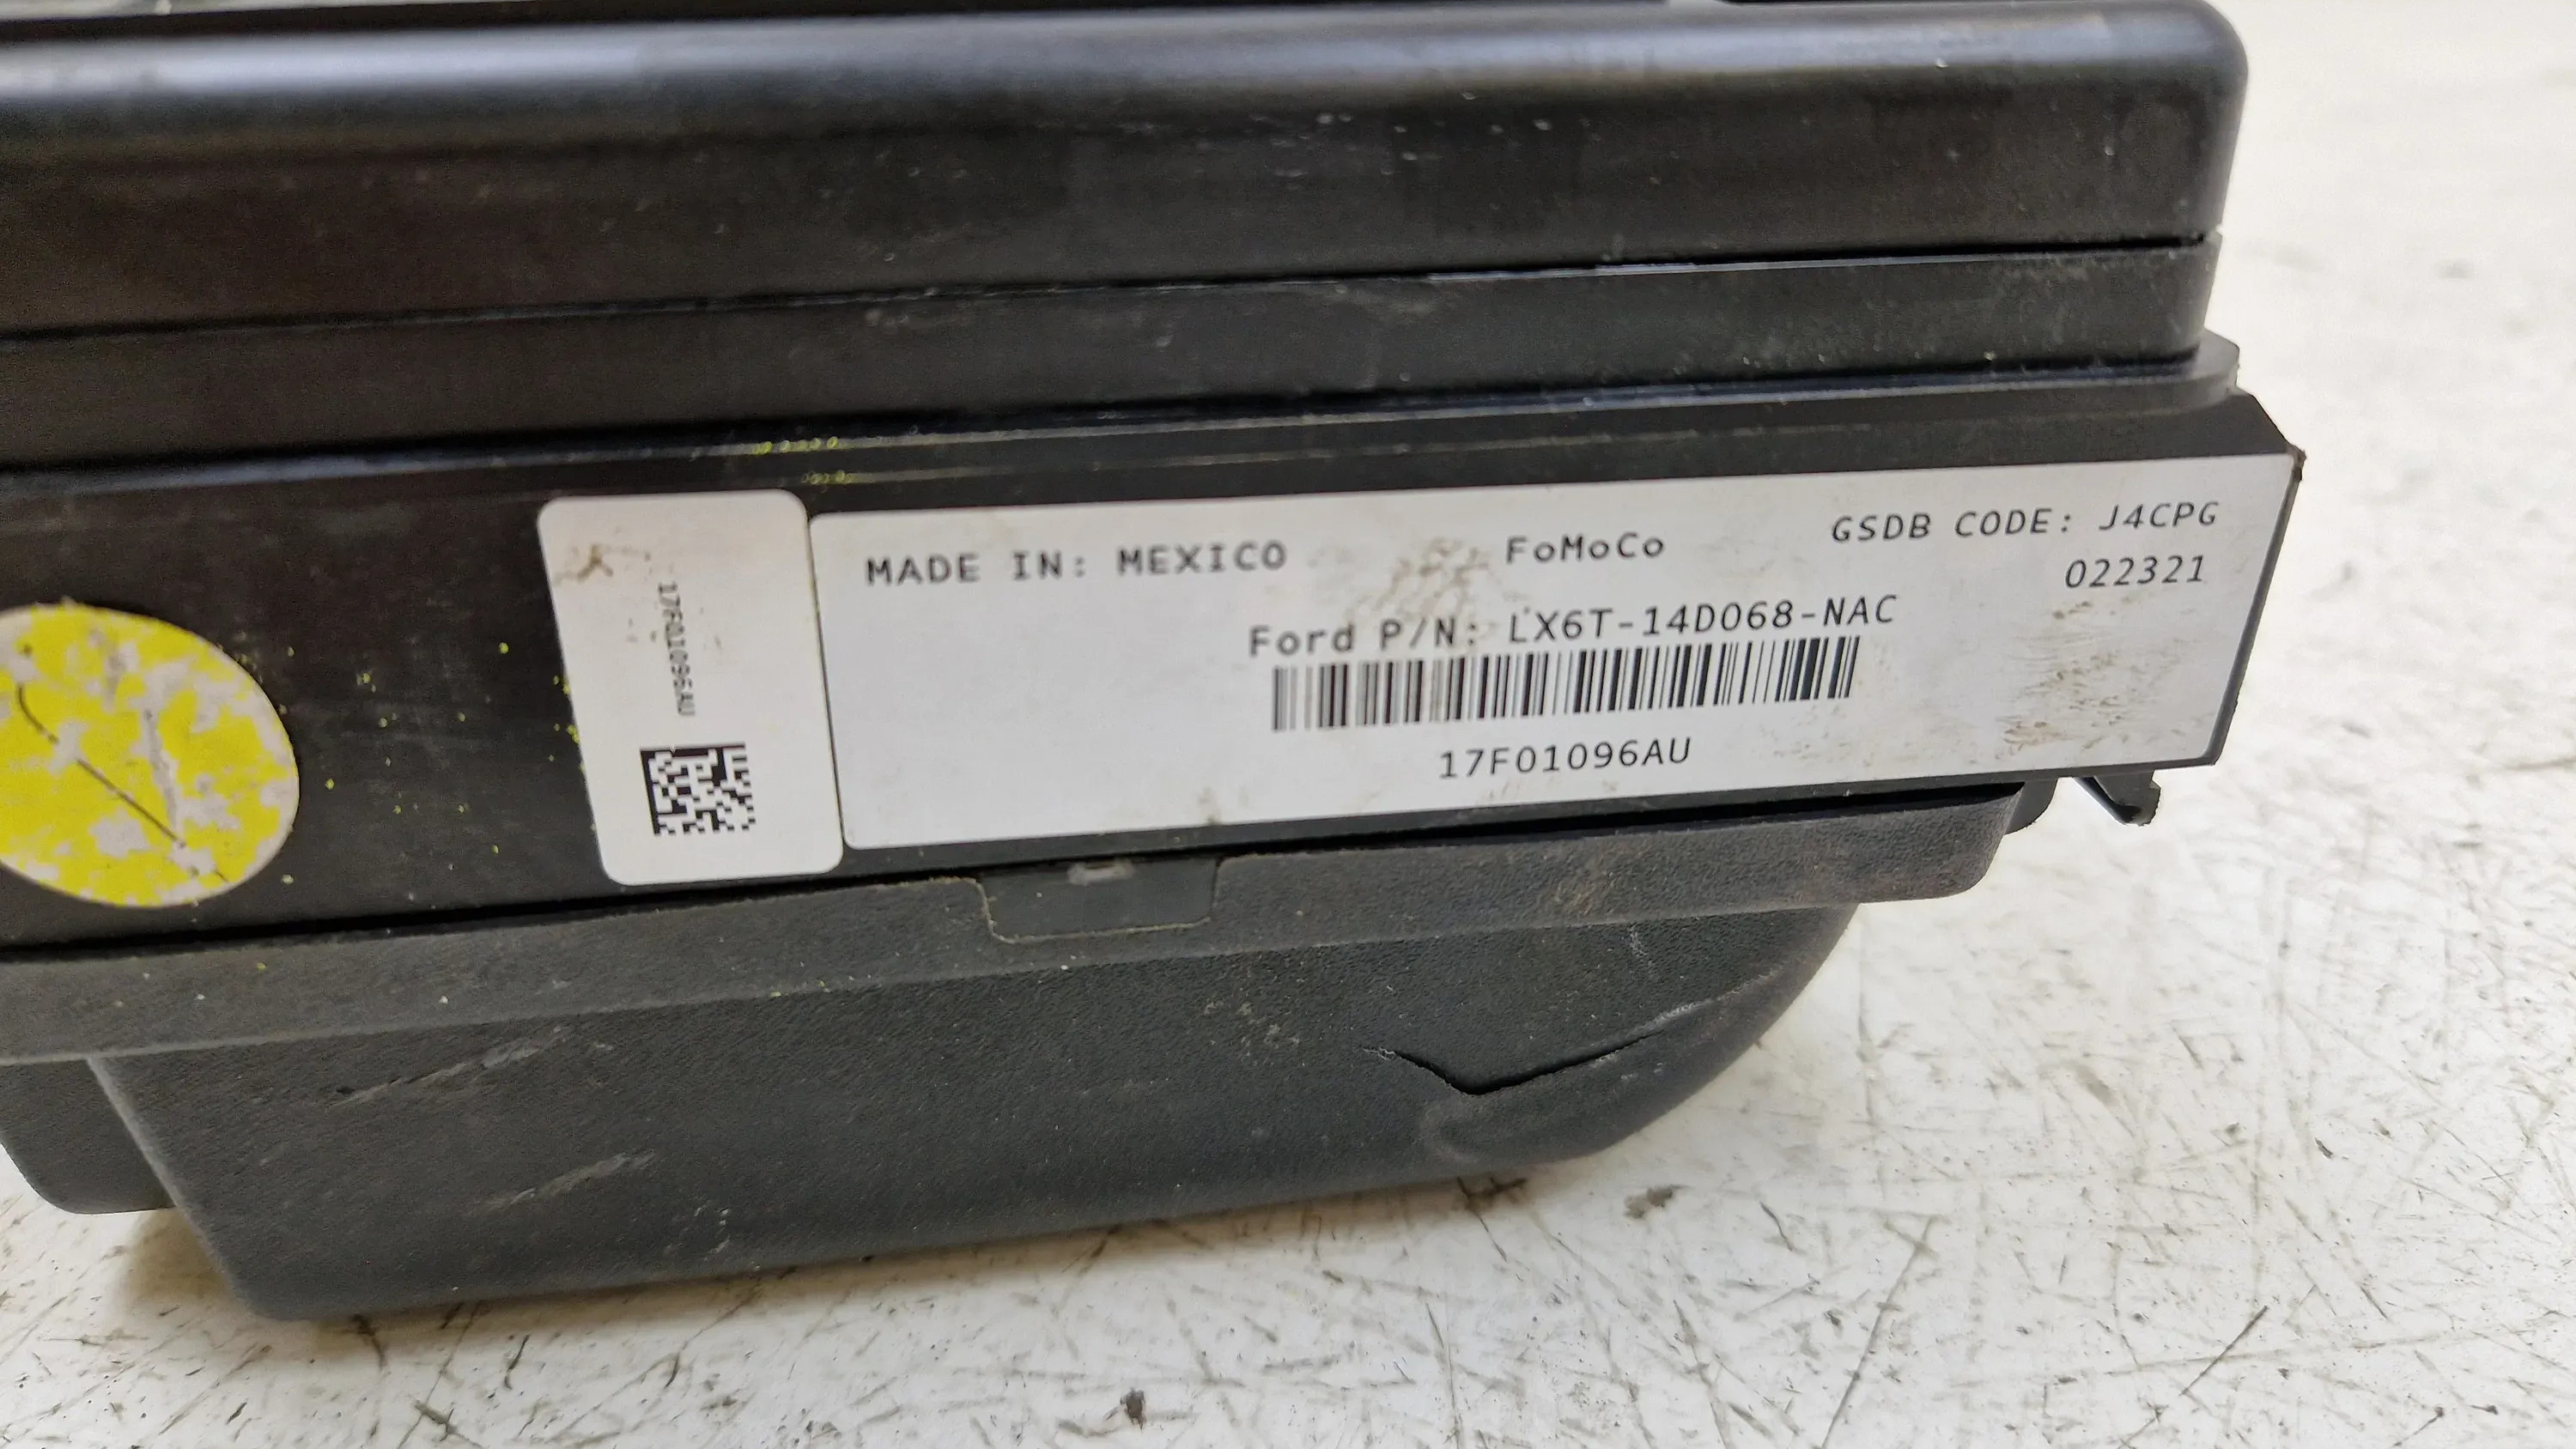 17F01096AU
MADE IN: MEXICO
FoMoCo
GSDB CODE: J4CPG
022321
Ford P/N: LX6T-14D068-NAC
17F01096AU